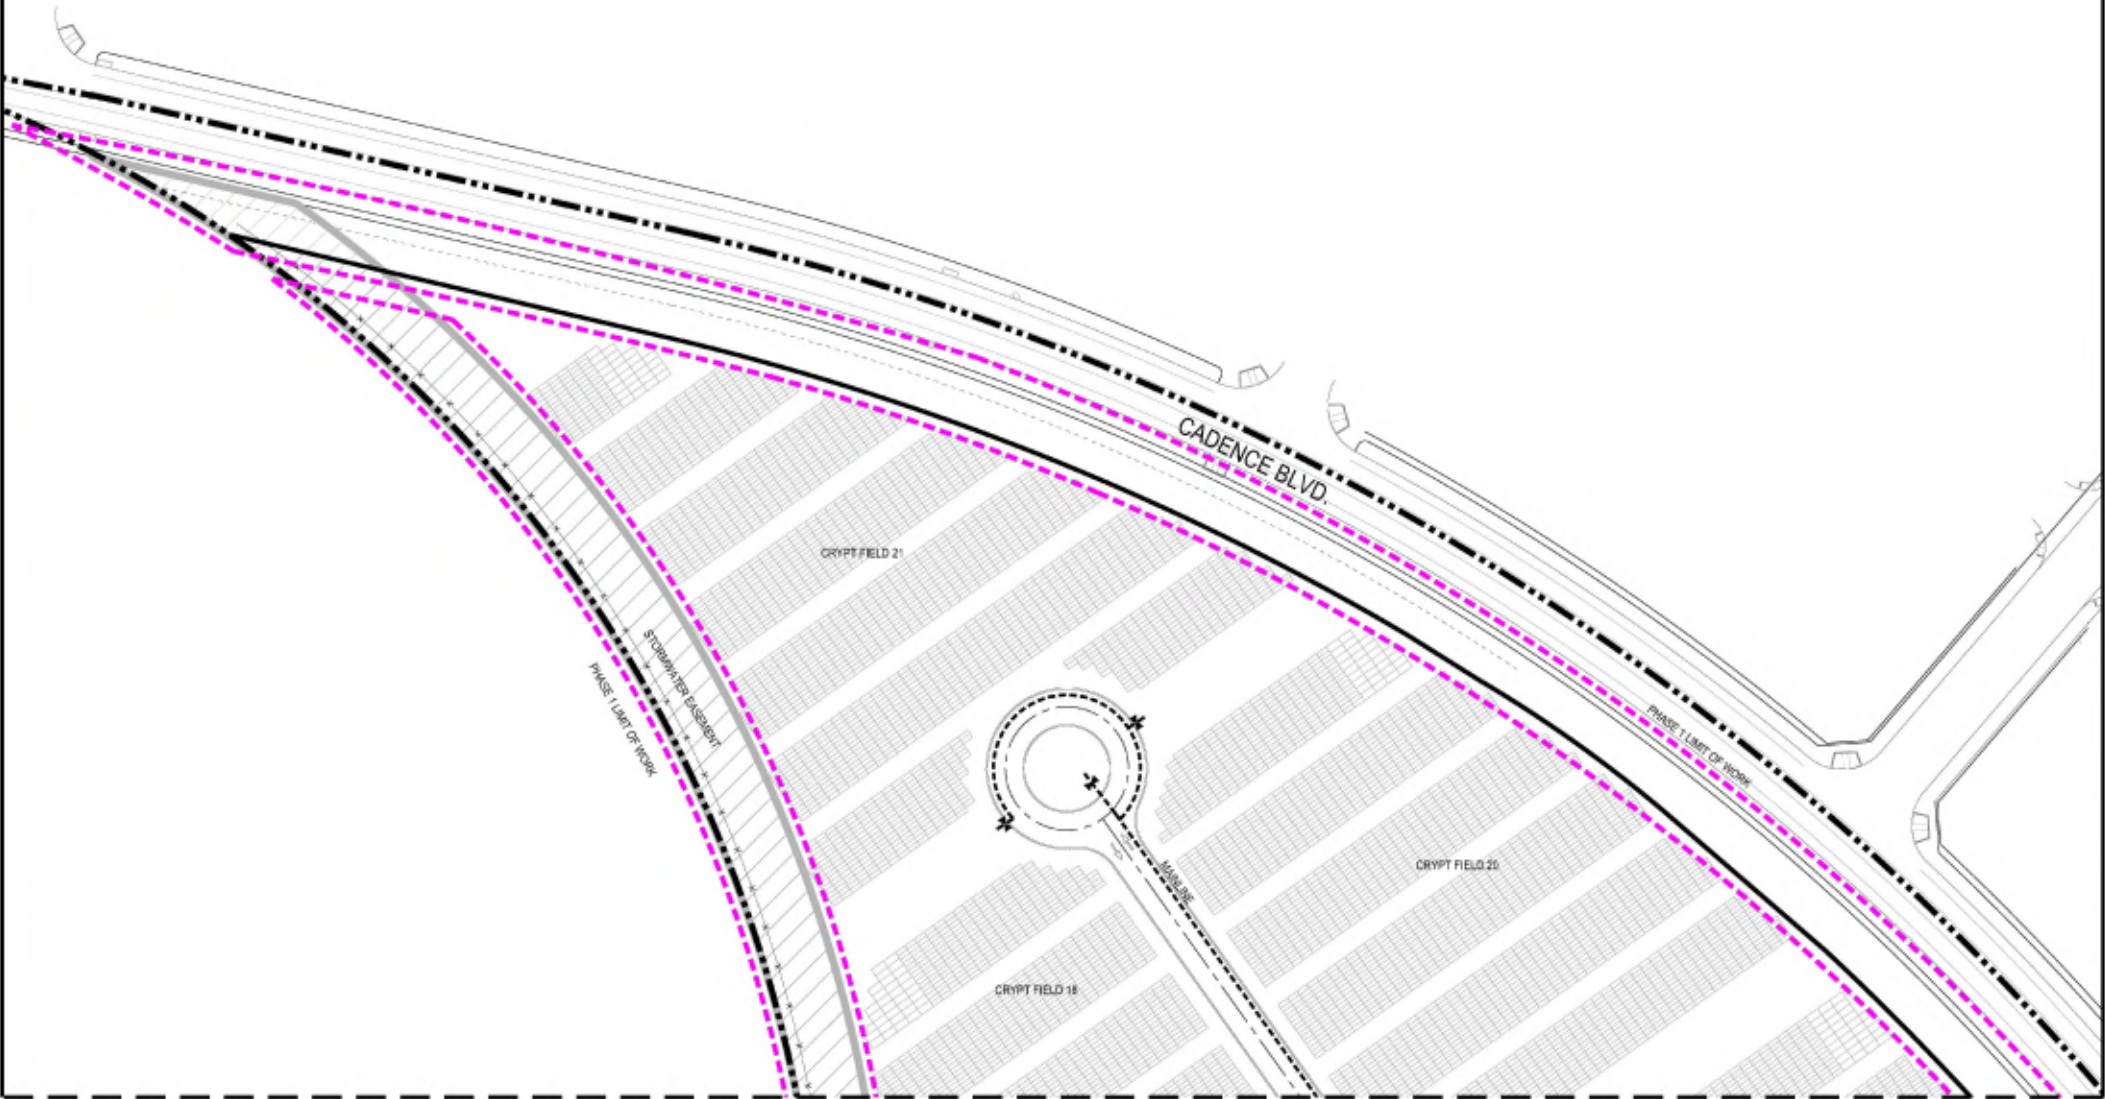 CADENCE BLVD.
CRYPT FIELD 21
STORMWATER EASEMENT
PHASE 1 LIMIT OF WORK
PHASE 1 LIMIT OF WORK
MAINLINE
CRYPT FIELD 20
CRYPT FIELD 18